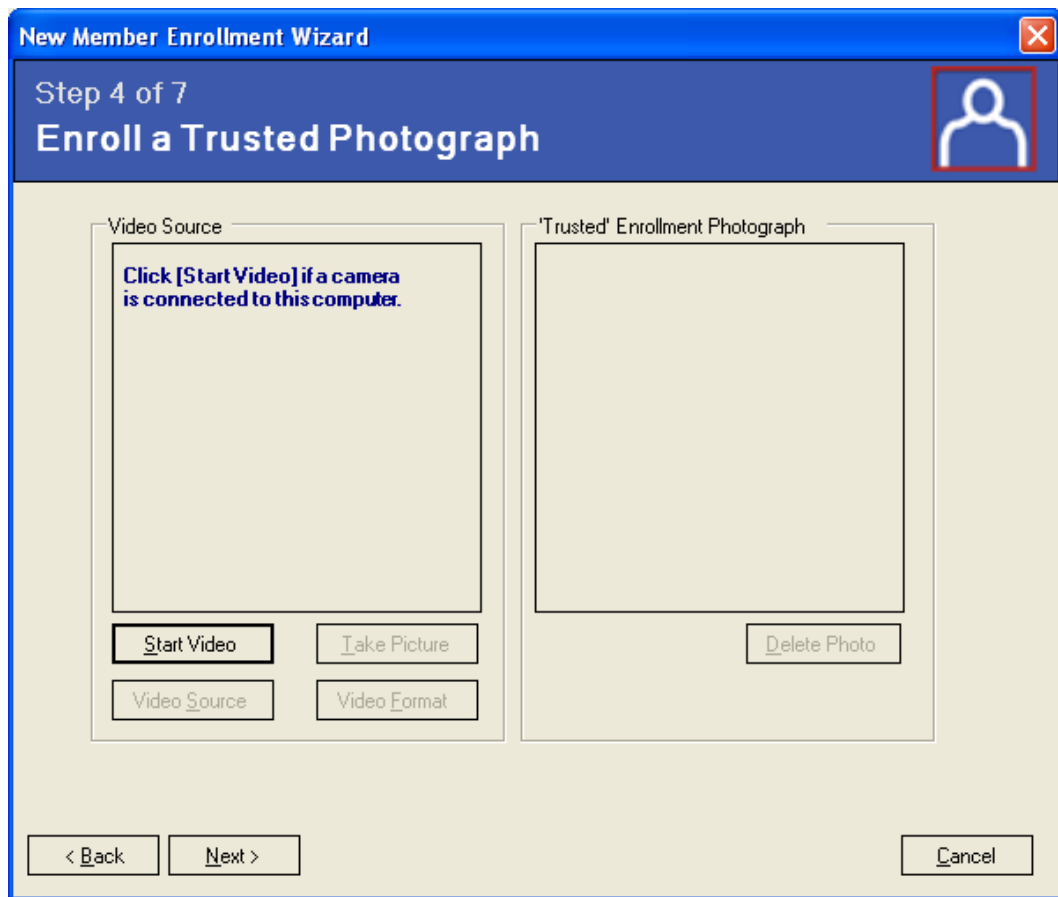 New Member Enrollment Wizard
Step 4 of 7
Enroll a Trusted Photograph
Video Source
Click [Start Video] if a camera
is connected to this computer.
Start Video
Take Picture
Video Source
Video Format
'Trusted' Enrollment Photograph
Delete Photo
< Back
Next >
Cancel